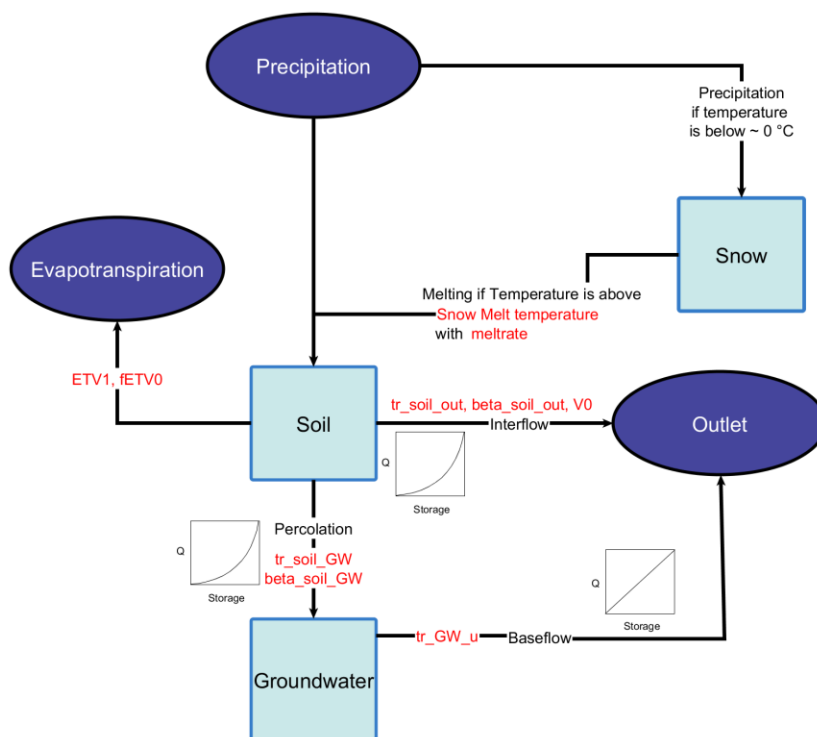 Precipitation
Precipitation
if temperature
is below ~ 0 °C
Snow
Evapotranspiration
Melting if Temperature is above
Snow Melt temperature
with meltrate
ETV1, fETV0
Soil
tr_soil_out, beta_soil_out, V0
Interflow
Outlet
Q
Storage
Percolation
Q
tr_soil_GW
beta_soil_GW
Storage
Q
Storage
Groundwater
tr_GW_u
Baseflow